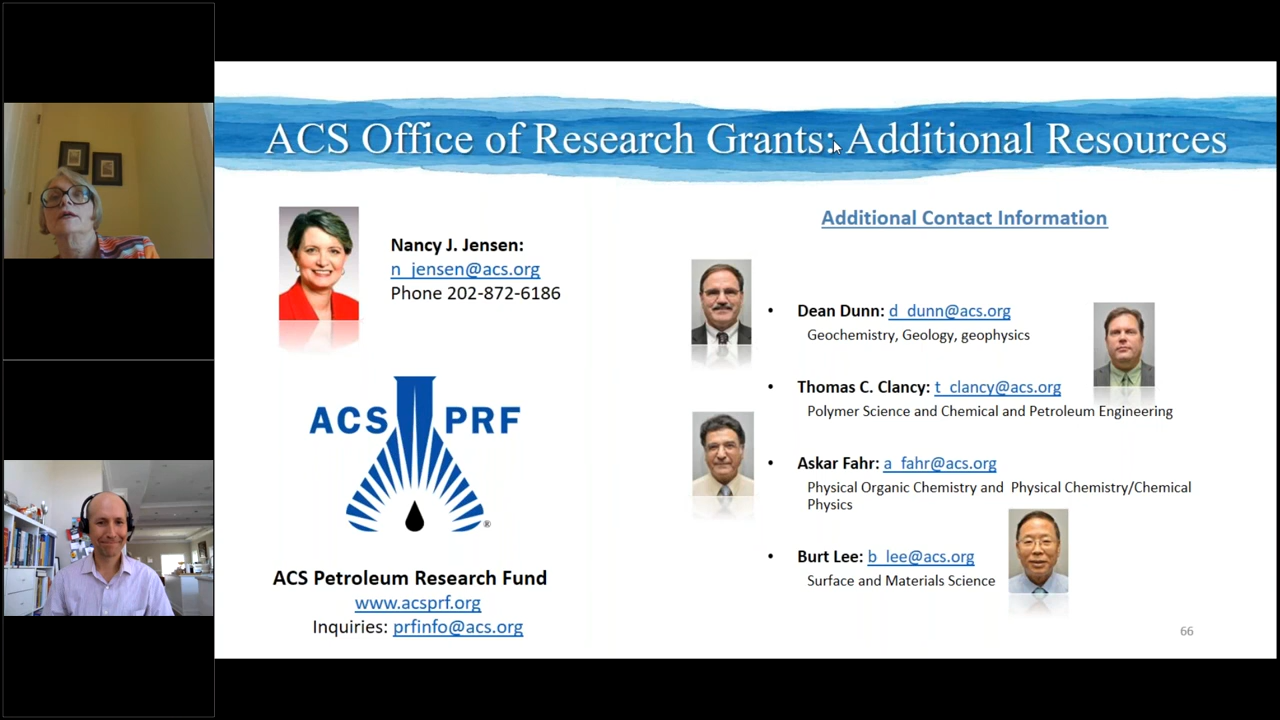 ACS Office of Research Grants: Additional Resources
Nancy J. Jensen:
n_jensen@acs.org
Phone 202-872-6186
ACS PRF
®
ACS Petroleum Research Fund
www.acsprf.org
Inquiries: prfinfo@acs.org
Additional Contact Information
• Dean Dunn: d_dunn@acs.org
Geochemistry, Geology, geophysics
• Thomas C. Clancy: t_clancy@acs.org
Polymer Science and Chemical and Petroleum Engineering
• Askar Fahr: a_fahr@acs.org
Physical Organic Chemistry and Physical Chemistry/Chemical
Physics
• Burt Lee: b_lee@acs.org
Surface and Materials Science
66